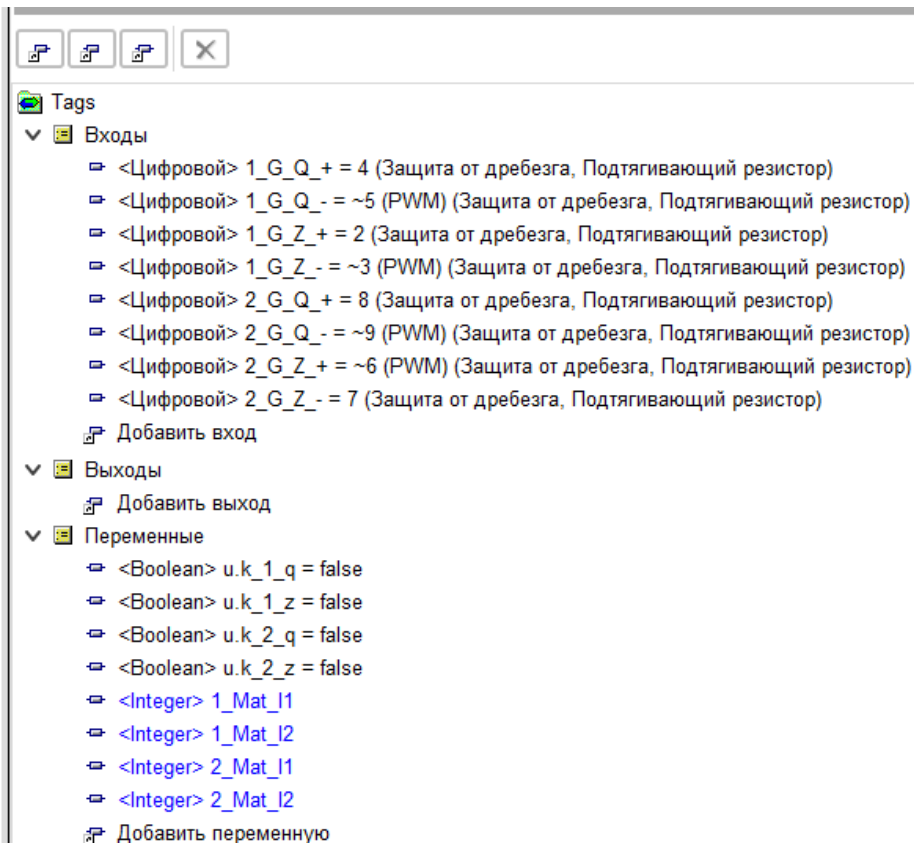 Tags
Входы
<Цифровой> 1_G_Q_+ = 4 (Защита от дребезга, Подтягивающий резистор)
<Цифровой> 1_G_Q_- = ~5 (PWM) (Защита от дребезга, Подтягивающий резистор)
<Цифровой> 1_G_Z_+ = 2 (Защита от дребезга, Подтягивающий резистор)
<Цифровой> 1_G_Z_- = ~3 (PWM) (Защита от дребезга, Подтягивающий резистор)
<Цифровой> 2_G_Q_+ = 8 (Защита от дребезга, Подтягивающий резистор)
<Цифровой> 2_G_Q_- = ~9 (PWM) (Защита от дребезга, Подтягивающий резистор)
<Цифровой> 2_G_Z_+ = ~6 (PWM) (Защита от дребезга, Подтягивающий резистор)
<Цифровой> 2_G_Z_- = 7 (Защита от дребезга, Подтягивающий резистор)
Добавить вход
Выходы
Добавить выход
Переменные
<Boolean> u.k_1_q = false
<Boolean> u.k_1_z = false
<Boolean> u.k_2_q = false
<Boolean> u.k_2_z = false
<Integer> 1_Mat_I1
<Integer> 1_Mat_I2
<Integer> 2_Mat_I1
<Integer> 2_Mat_I2
Добавить переменную